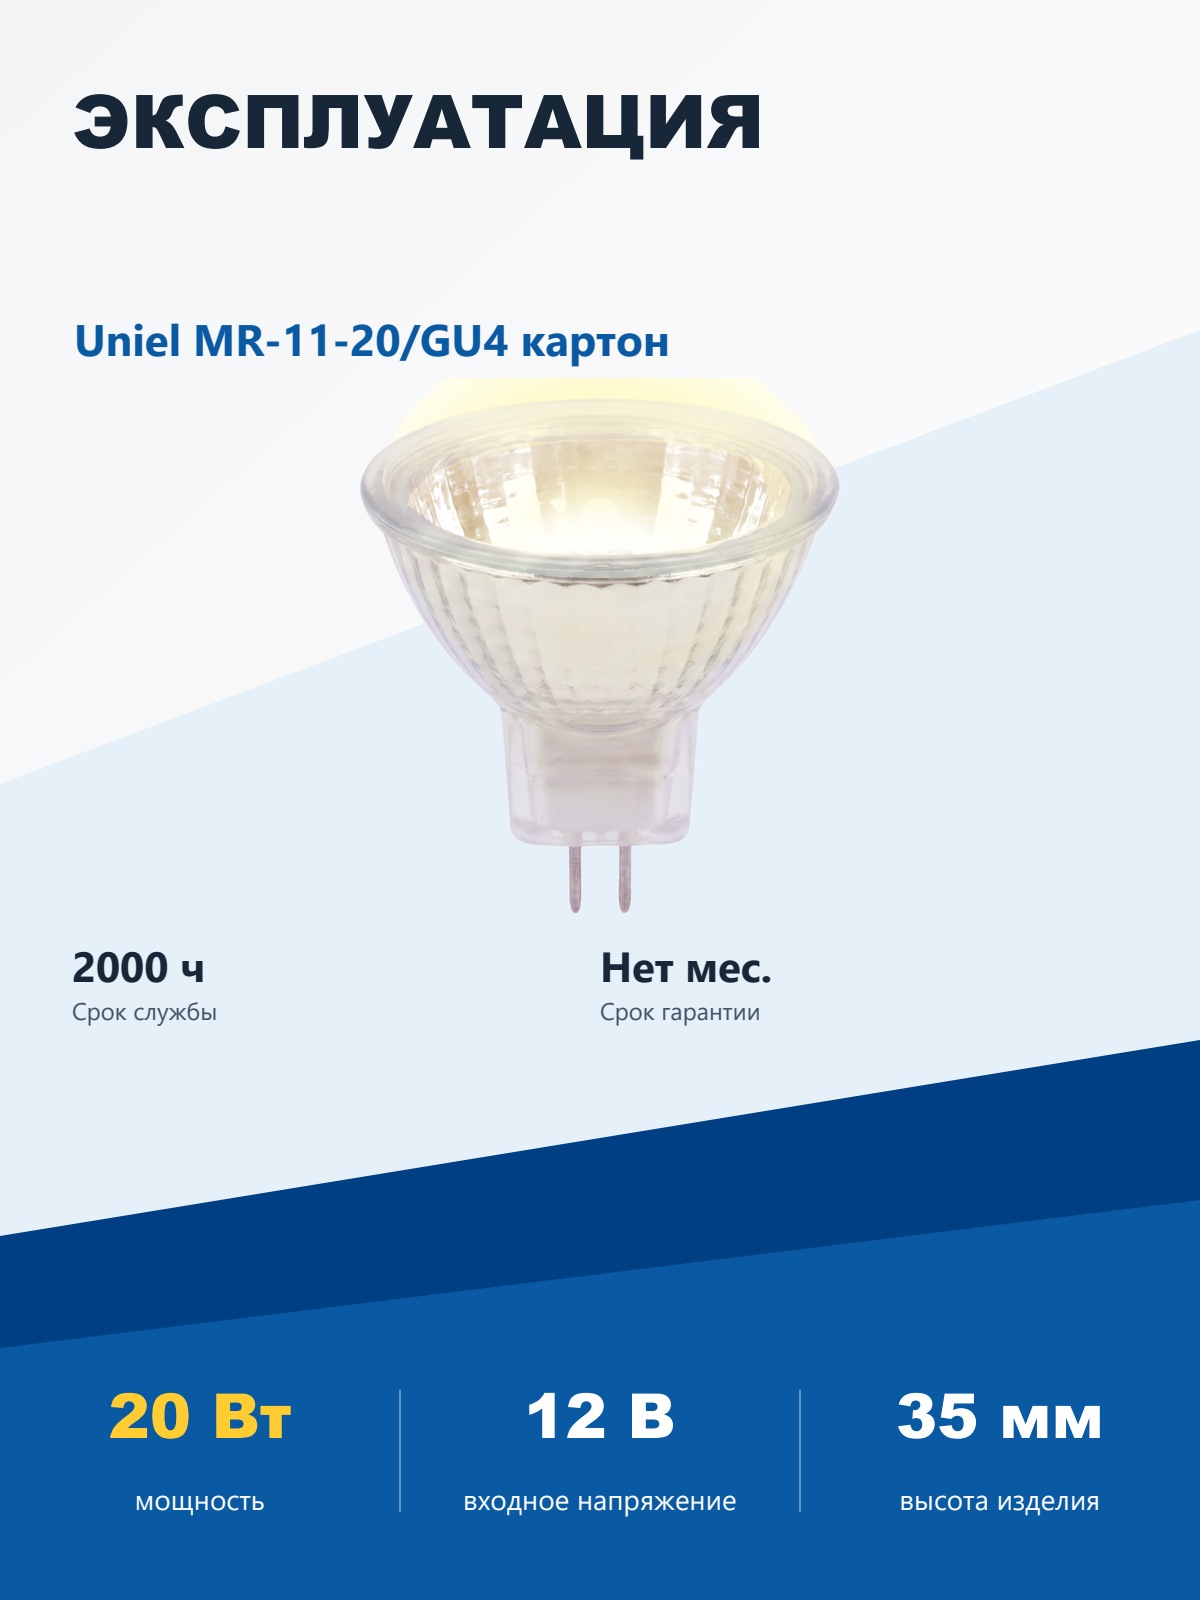 ЭКСПЛУАТАЦИЯ
Uniel MR-11-20/GU4 картон
2000 ч
Срок службы
Нет мес.
Срок гарантии
20 Вт
мощность
12 В
входное напряжение
35 мм
высота изделия